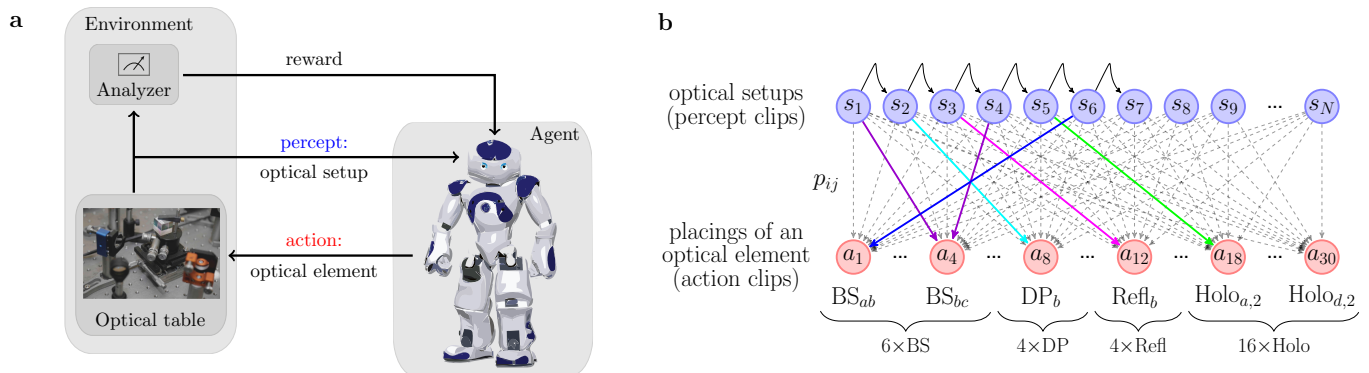 a
Environment
Analyzer
reward
percept:
optical setup
Agent
action:
optical element
Optical table
b
optical setups
(percept clips)
s1 s2 s3 s4 s5 s6 s7 s8 s9 ... sN
pij
placings of an
optical element
(action clips)
a1 ... a4 ... a8 ... a12 ... a18 ... a30
BSab BSbc DPb Reflb Holoa,2 Holod,2
6×BS 4×DP 4×Refl 16×Holo